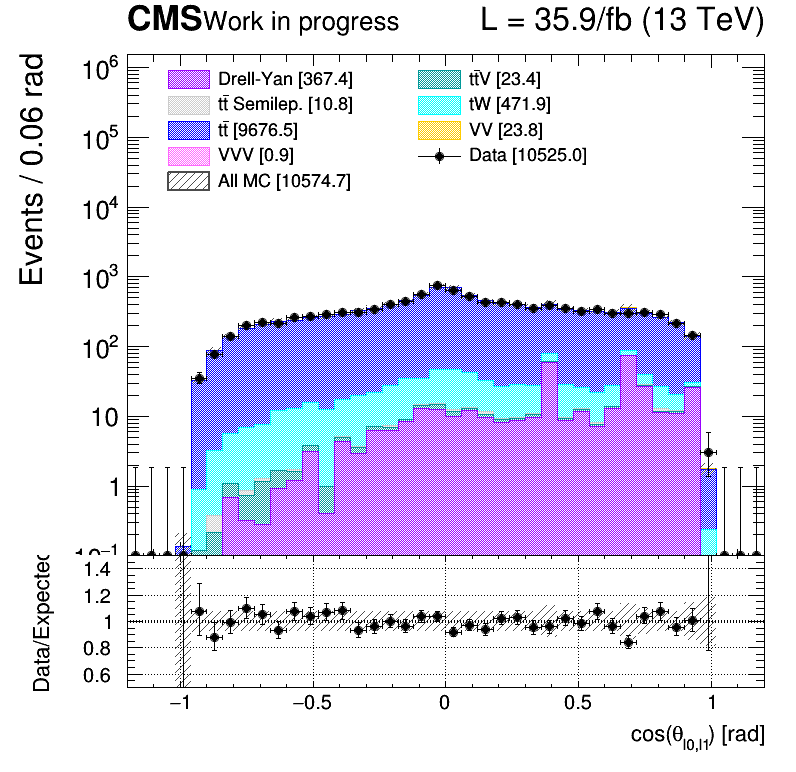 CMS Work in progress L = 35.9/fb (13 TeV)
Events / 0.06 rad
10⁶
10⁵
10⁴
10³
10²
10
1
10⁻¹
Drell-Yan [367.4]
tt̄ Semilep. [10.8]
tt̄ [9676.5]
VVV [0.9]
All MC [10574.7]
tt̄V [23.4]
tW [471.9]
VV [23.8]
Data [10525.0]
Data/Expected
1.4
1.2
1
0.8
0.6
−1 −0.5 0 0.5 1
cos(θ_l0,l1) [rad]